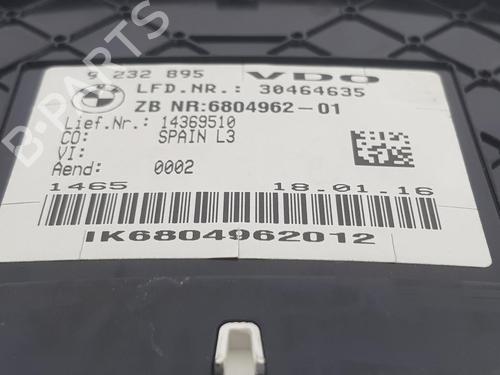 9 232 895 VDO
LFD.NR.: 30464635
ZB NR:6804962-01
Lief.Nr.: 14369510
CO: SPAIN L3
VI:
Aend: 0002
1465 18.01.16
IK6804962012
B-PARTS